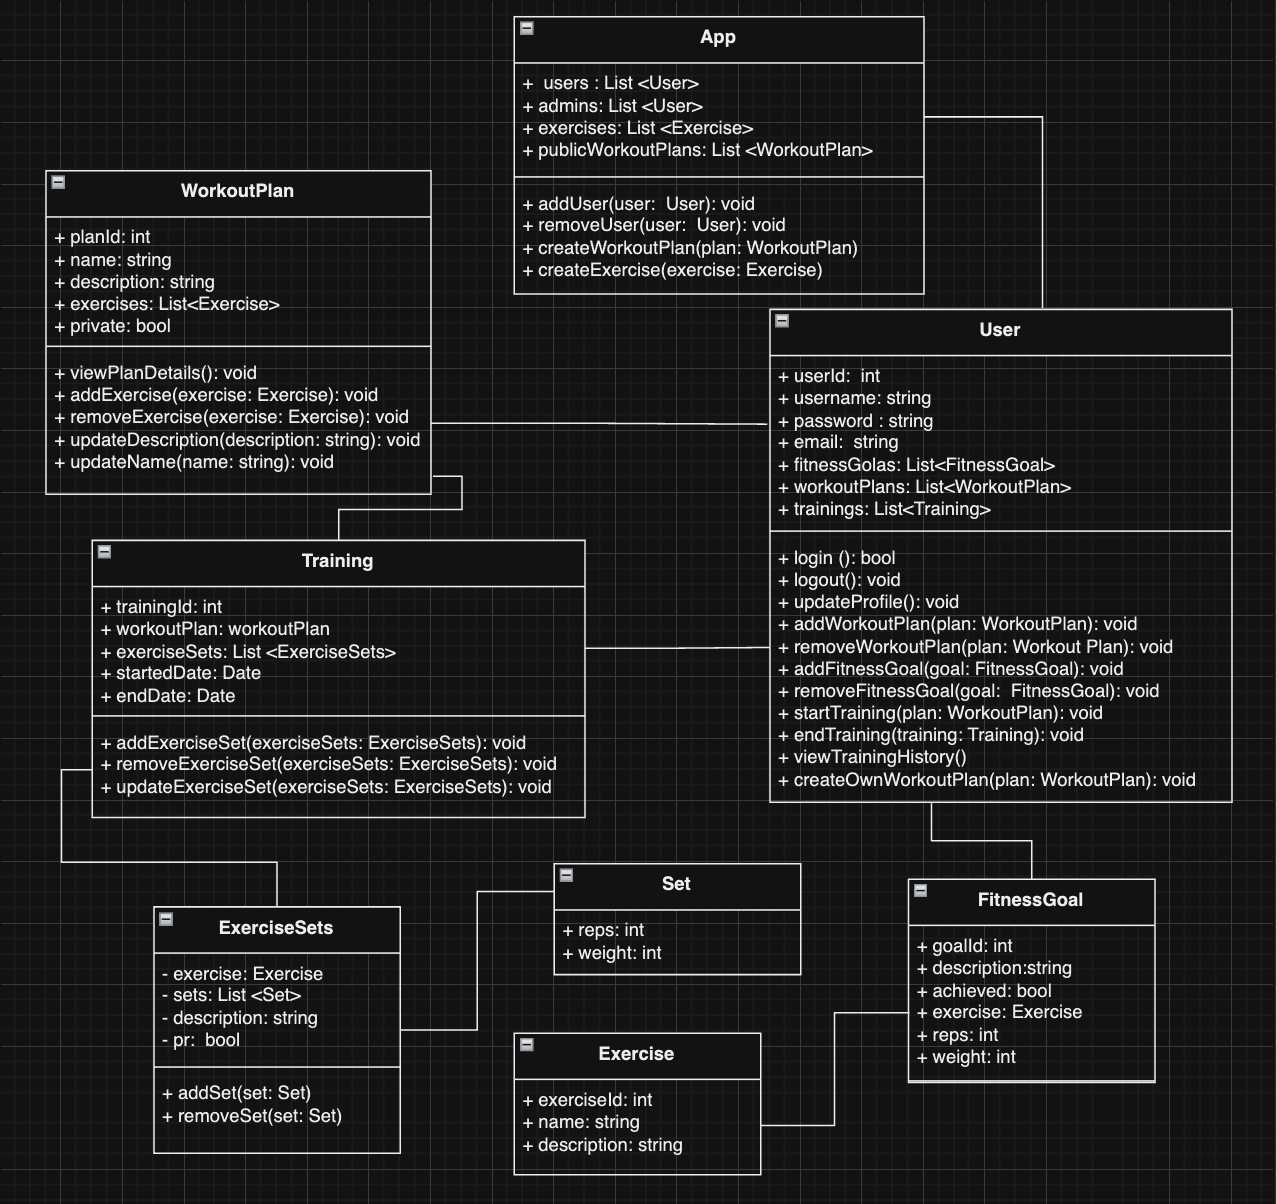 App
+  users : List <User>
+ admins: List <User>
+ exercises: List <Exercise>
+ publicWorkoutPlans: List <WorkoutPlan>
+ addUser(user:  User): void
+ removeUser(user:  User): void
+ createWorkoutPlan(plan: WorkoutPlan)
+ createExercise(exercise: Exercise)
WorkoutPlan
+ planId: int
+ name: string
+ description: string
+ exercises: List<Exercise>
+ private: bool
+ viewPlanDetails(): void
+ addExercise(exercise: Exercise): void
+ removeExercise(exercise: Exercise): void
+ updateDescription(description: string): void
+ updateName(name: string): void
User
+ userId:  int
+ username: string
+ password : string
+ email:  string
+ fitnessGolas: List<FitnessGoal>
+ workoutPlans: List<WorkoutPlan>
+ trainings: List<Training>
+ login (): bool
+ logout(): void
+ updateProfile(): void
+ addWorkoutPlan(plan: WorkoutPlan): void
+ removeWorkoutPlan(plan: Workout Plan): void
+ addFitnessGoal(goal: FitnessGoal): void
+ removeFitnessGoal(goal:  FitnessGoal): void
+ startTraining(plan: WorkoutPlan): void
+ endTraining(training: Training): void
+ viewTrainingHistory()
+ createOwnWorkoutPlan(plan: WorkoutPlan): void
Training
+ trainingId: int
+ workoutPlan: workoutPlan
+ exerciseSets: List <ExerciseSets>
+ startedDate: Date
+ endDate: Date
+ addExerciseSet(exerciseSets: ExerciseSets): void
+ removeExerciseSet(exerciseSets: ExerciseSets): void
+ updateExerciseSet(exerciseSets: ExerciseSets): void
Set
+ reps: int
+ weight: int
FitnessGoal
+ goalId: int
+ description:string
+ achieved: bool
+ exercise: Exercise
+ reps: int
+ weight: int
ExerciseSets
- exercise: Exercise
- sets: List <Set>
- description: string
- pr:  bool
+ addSet(set: Set)
+ removeSet(set: Set)
Exercise
+ exerciseId: int
+ name: string
+ description: string